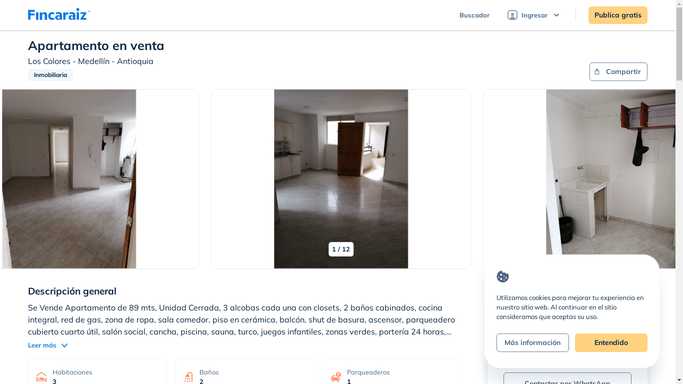 Fincaraiz
Buscador
Ingresar
Publica gratis
Apartamento en venta
Los Colores - Medellín - Antioquia
Inmobiliaria
Compartir
1 / 12
Descripción general
Se Vende Apartamento de 89 mts, Unidad Cerrada, 3 alcobas cada una con closets, 2 baños cabinados, cocina
integral, red de gas, zona de ropa, sala comedor, piso en cerámica, balcón, shut de basura, ascensor, parqueadero
cubierto cuarto útil, salón social, cancha, piscina, sauna, turco, juegos infantiles, zonas verdes, portería 24 horas,...
Leer más
Habitaciones
3
Baños
2
Parqueaderos
1
Utilizamos cookies para mejorar tu experiencia en
nuestro sitio web. Al continuar en el sitio
consideramos que aceptas su uso.
Más información
Entendido
Contactar por WhatsApp